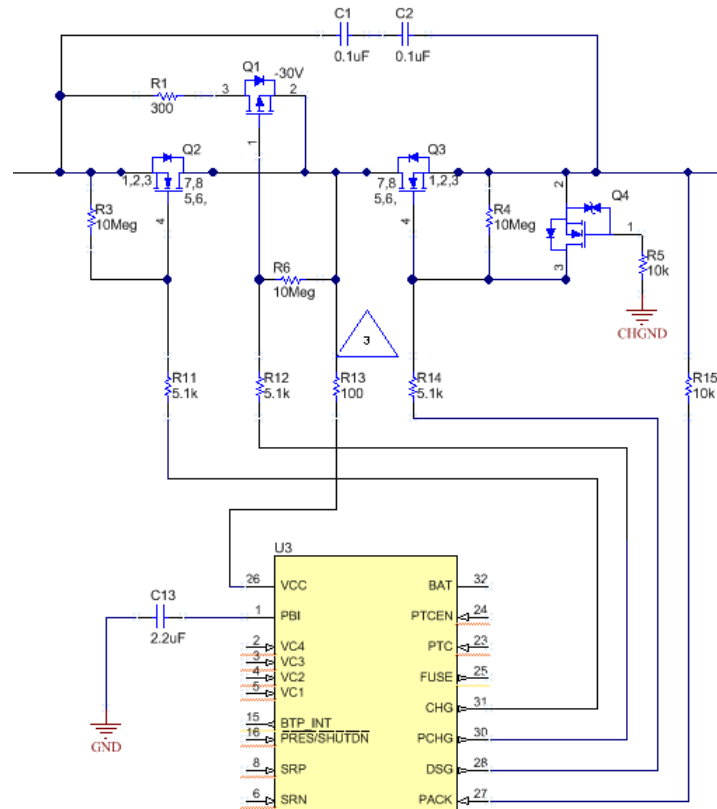 C1
C2
0.1uF
0.1uF
Q1
-30V
R1
300
3
2
1
Q2
1,2,3
7,8
5,6,
4
Q3
7,8
5,6,
1,2,3
4
R3
10Meg
R4
10Meg
2
Q4
1
3
R5
10k
CHGND
R6
10Meg
3
R11
5.1k
R12
5.1k
R13
100
R14
5.1k
R15
10k
U3
26 VCC
BAT 32
C13
2.2uF
GND
1 PBI
PTCEN 24
2 VC4
PTC 23
3 VC3
4 VC2
FUSE 25
5 VC1
CHG 31
15 BTP_INT
16 PRES/SHUTDN
PCHG 30
8 SRP
DSG 28
6 SRN
PACK 27